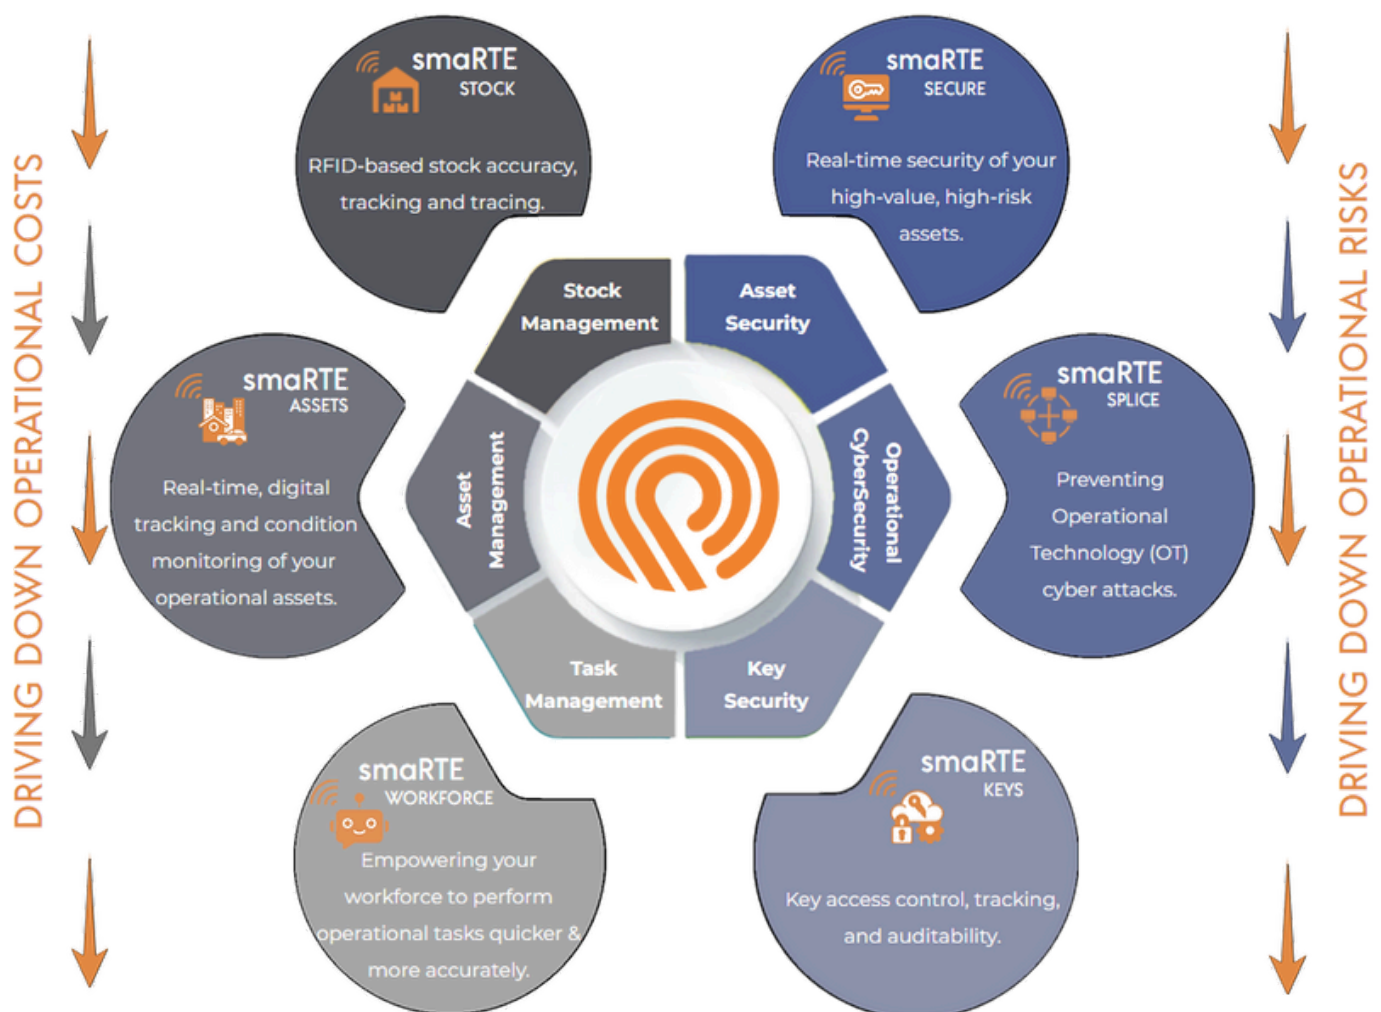 DRIVING DOWN OPERATIONAL COSTS
smaRTE
STOCK
RFID-based stock accuracy,
tracking and tracing.
smaRTE
SECURE
Real-time security of your
high-value, high-risk
assets.
Stock
Management
Asset
Security
smaRTE
ASSETS
Real-time, digital
tracking and condition
monitoring of your
operational assets.
Asset
Management
Operational
CyberSecurity
smaRTE
SPLICE
Preventing
Operational
Technology (OT)
cyber attacks.
Task
Management
Key
Security
smaRTE
WORKFORCE
Empowering your
workforce to perform
operational tasks quicker &
more accurately.
smaRTE
KEYS
Key access control, tracking,
and auditability.
DRIVING DOWN OPERATIONAL RISKS